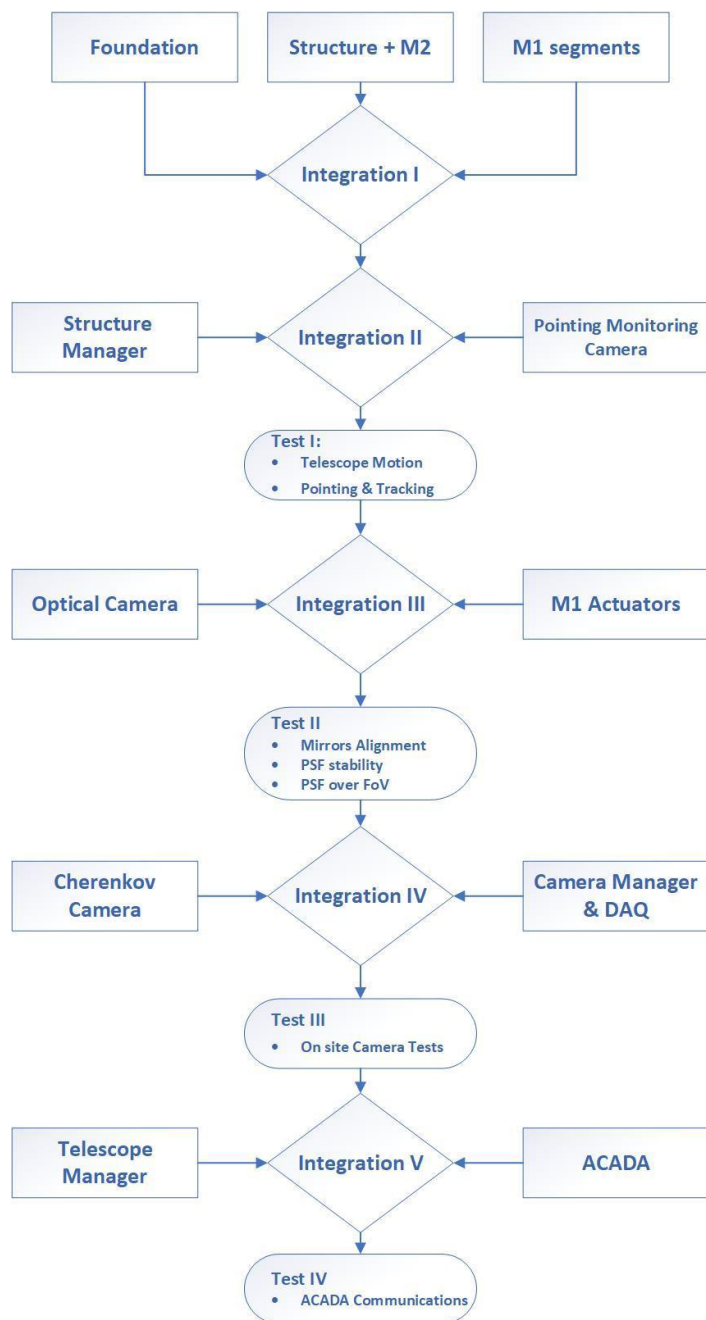 Foundation
Structure + M2
M1 segments
Integration I
Structure
Manager
Integration II
Pointing Monitoring
Camera
Test I:
• Telescope Motion
• Pointing & Tracking
Optical Camera
Integration III
M1 Actuators
Test II
• Mirrors Alignment
• PSF stability
• PSF over FoV
Cherenkov
Camera
Integration IV
Camera Manager
& DAQ
Test III
• On site Camera Tests
Telescope
Manager
Integration V
ACADA
Test IV
• ACADA Communications